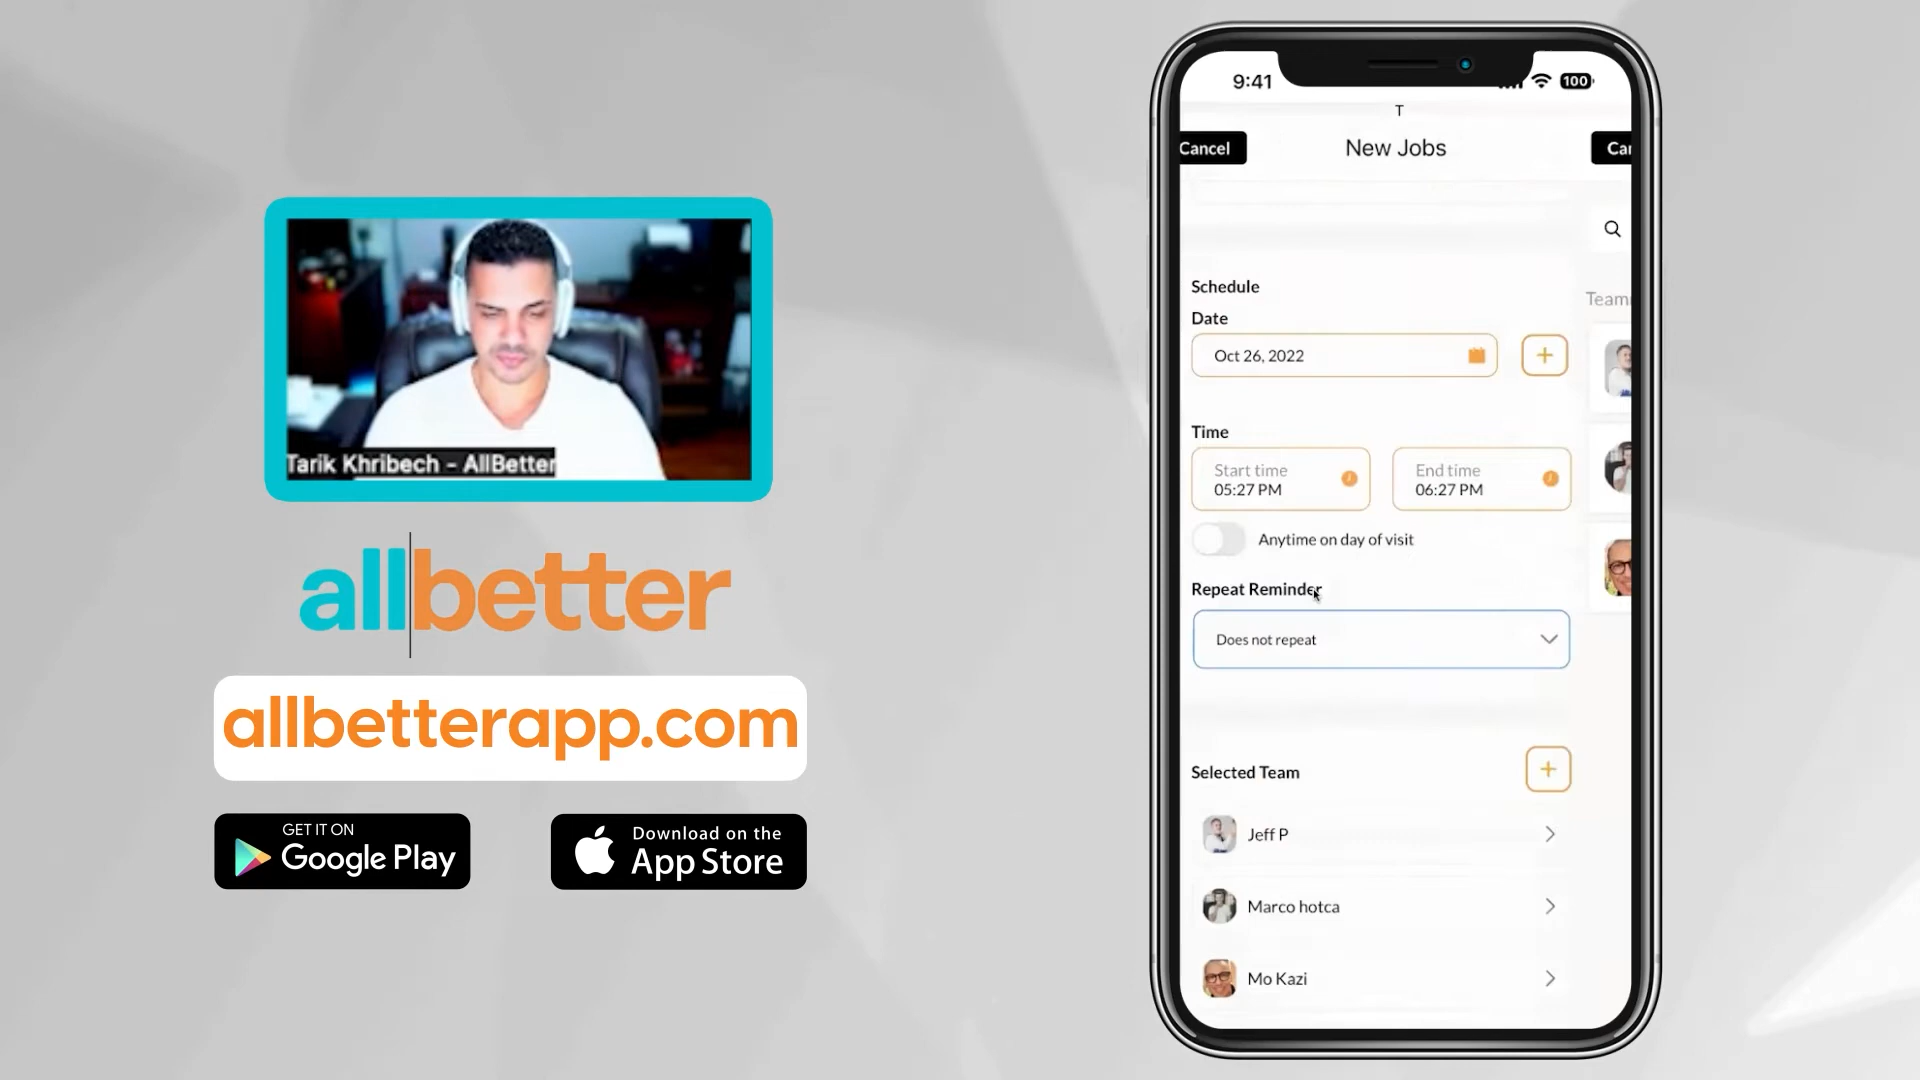 Tarik Khribech - AllBetter
allbetter
allbetterapp.com
GET IT ON
Google Play
Download on the
App Store
9:41
100
T
Cancel
New Jobs
Schedule
Date
Oct 26, 2022
Time
Start time
05:27 PM
End time
06:27 PM
Anytime on day of visit
Repeat Reminder
Does not repeat
Selected Team
Jeff P
Marco hotca
Mo Kazi
Can
Team